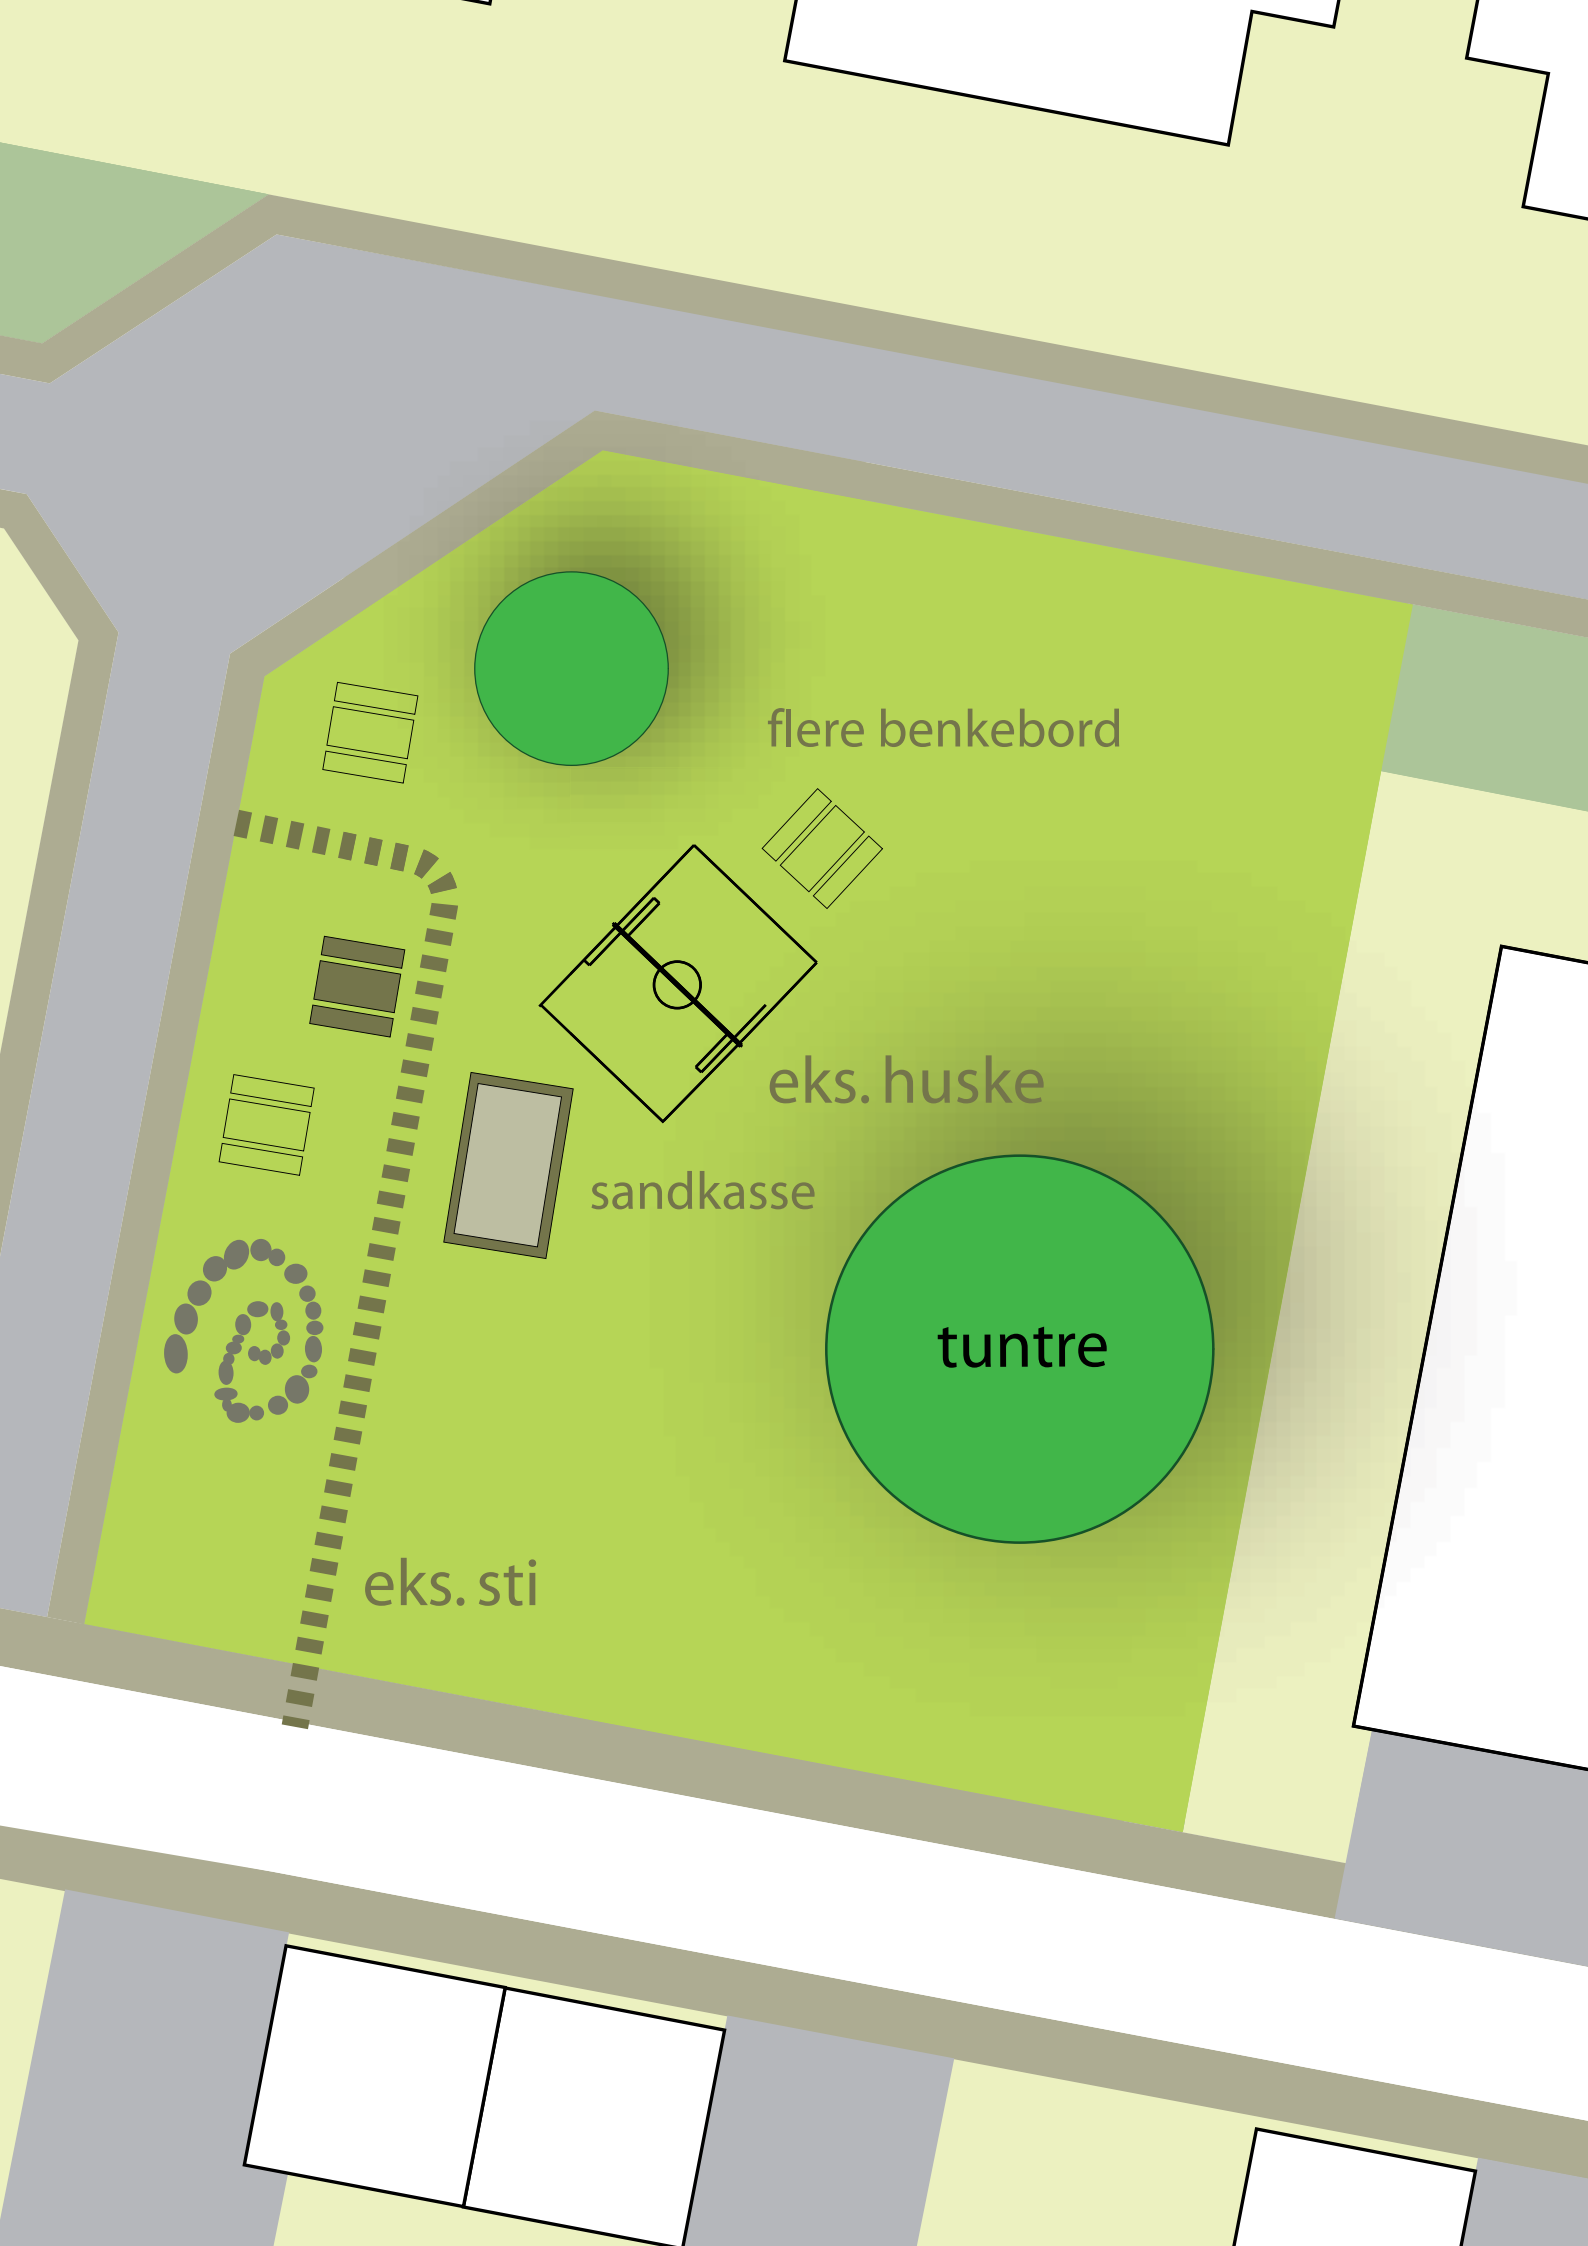 flere benkebord
eks. huske
sandkasse
tuntre
eks. sti